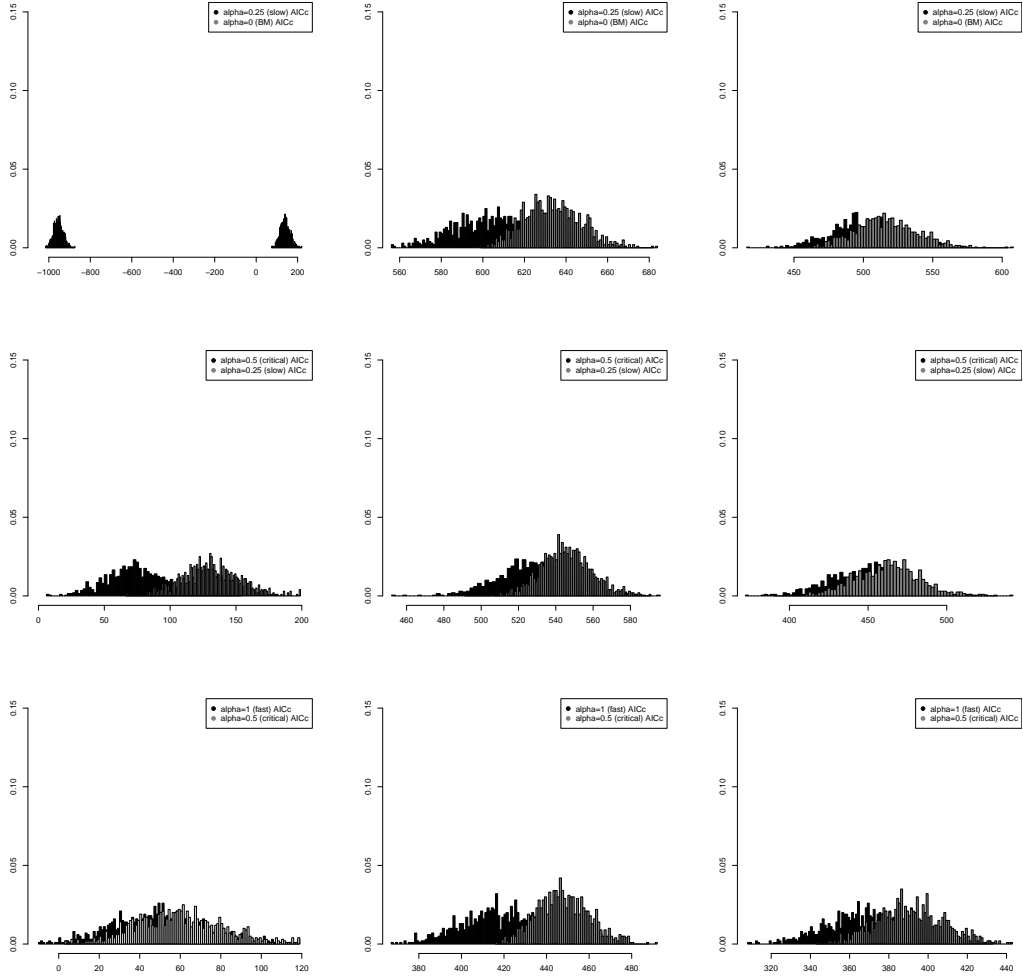 alpha=0.25 (slow) AICc
alpha=0 (BM) AICc
0.00 0.05 0.10 0.15
−1000 −800 −600 −400 −200 0 200
alpha=0.25 (slow) AICc
alpha=0 (BM) AICc
0.00 0.05 0.10 0.15
560 580 600 620 640 660 680
alpha=0.25 (slow) AICc
alpha=0 (BM) AICc
0.00 0.05 0.10 0.15
450 500 550 600
alpha=0.5 (critical) AICc
alpha=0.25 (slow) AICc
0.00 0.05 0.10 0.15
0 50 100 150 200
alpha=0.5 (critical) AICc
alpha=0.25 (slow) AICc
0.00 0.05 0.10 0.15
460 480 500 520 540 560 580
alpha=0.5 (critical) AICc
alpha=0.25 (slow) AICc
0.00 0.05 0.10 0.15
400 450 500
alpha=1 (fast) AICc
alpha=0.5 (critical) AICc
0.00 0.05 0.10 0.15
0 20 40 60 80 100 120
alpha=1 (fast) AICc
alpha=0.5 (critical) AICc
0.00 0.05 0.10 0.15
380 400 420 440 460 480
alpha=1 (fast) AICc
alpha=0.5 (critical) AICc
0.00 0.05 0.10 0.15
320 340 360 380 400 420 440